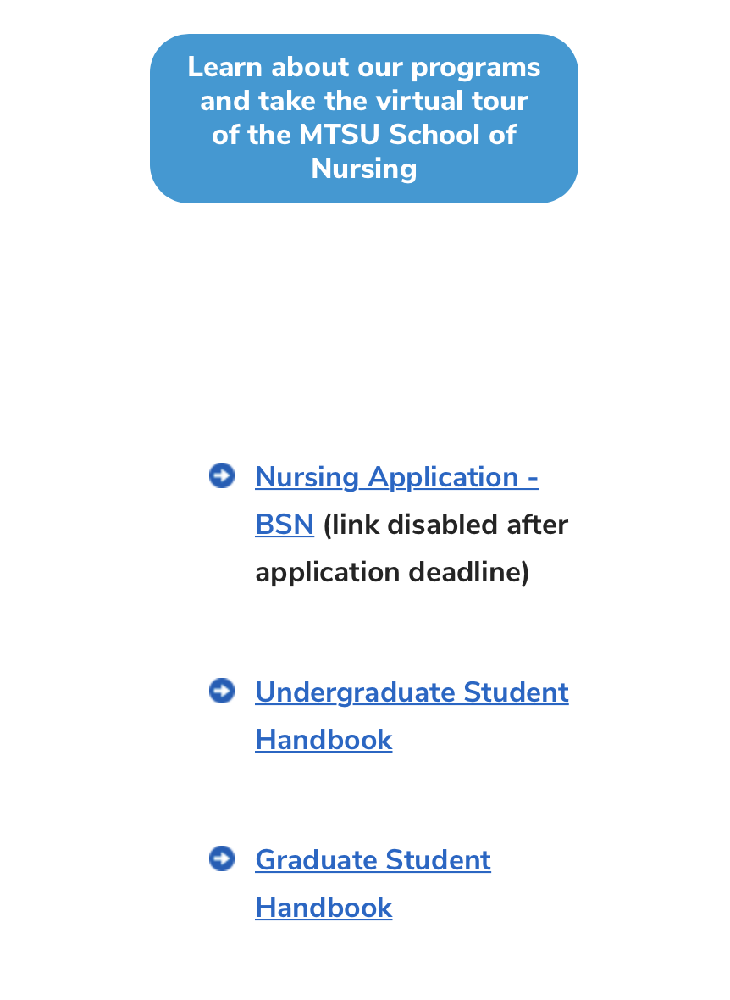 Learn about our programs
and take the virtual tour
of the MTSU School of
Nursing
Nursing Application -
BSN (link disabled after
application deadline)
Undergraduate Student
Handbook
Graduate Student
Handbook